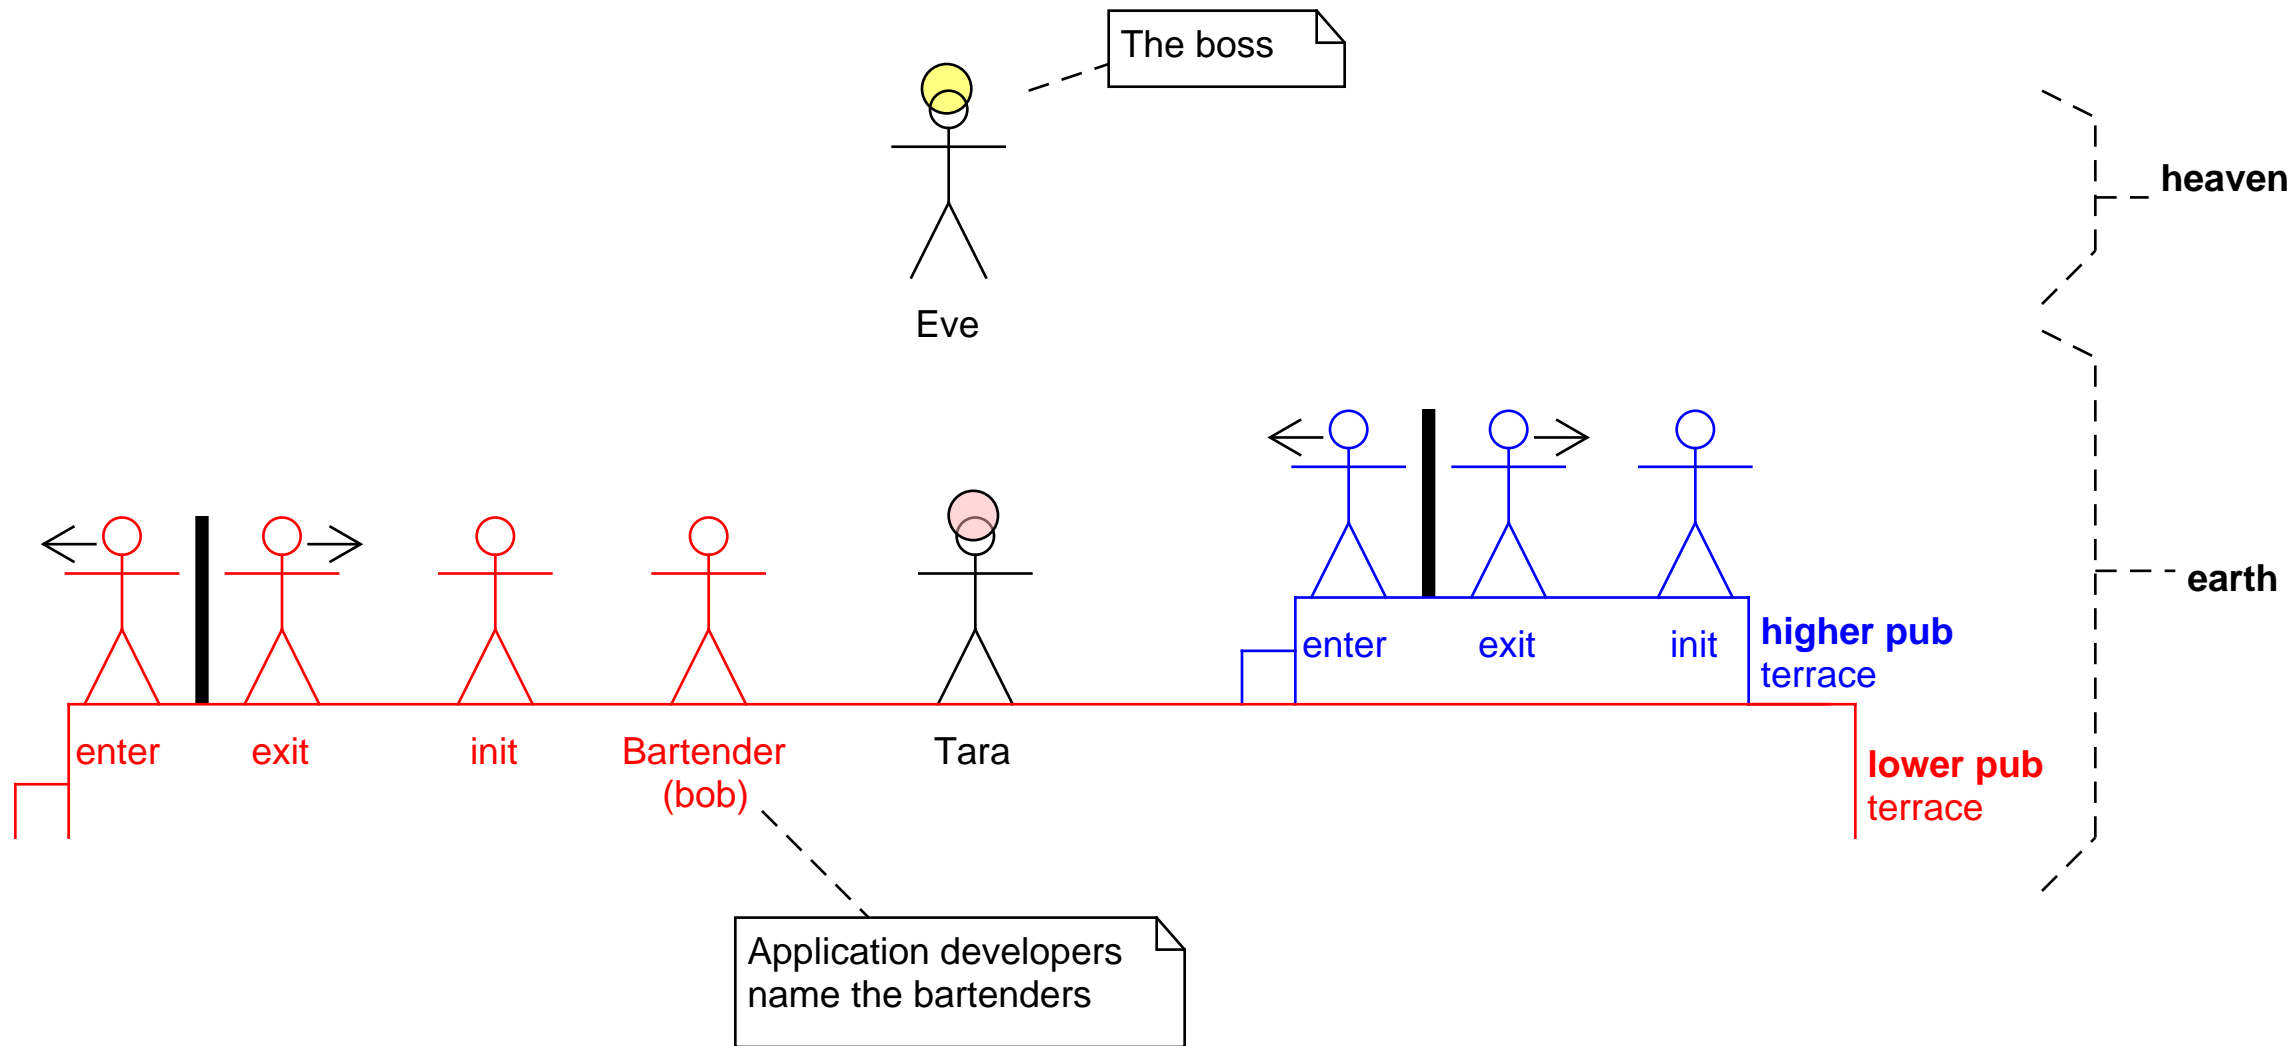 The boss
heaven
Eve
earth
enter
exit
init
higher pub
terrace
enter
exit
init
Bartender
(bob)
Tara
lower pub
terrace
Application developers
name the bartenders